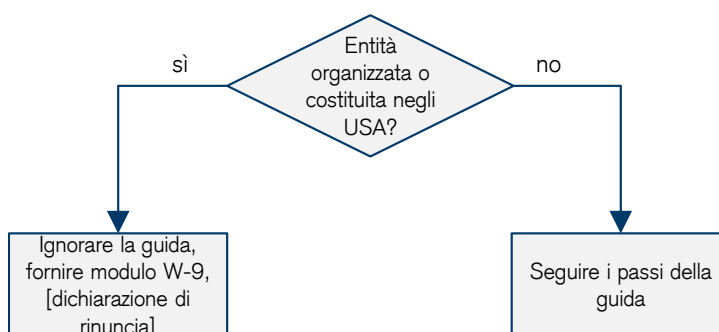 Entità
organizzata o
costituita negli
USA?
sì
no
Ignorare la guida,
fornire modulo W-9,
[dichiarazione di
rinuncia]
Seguire i passi della
guida